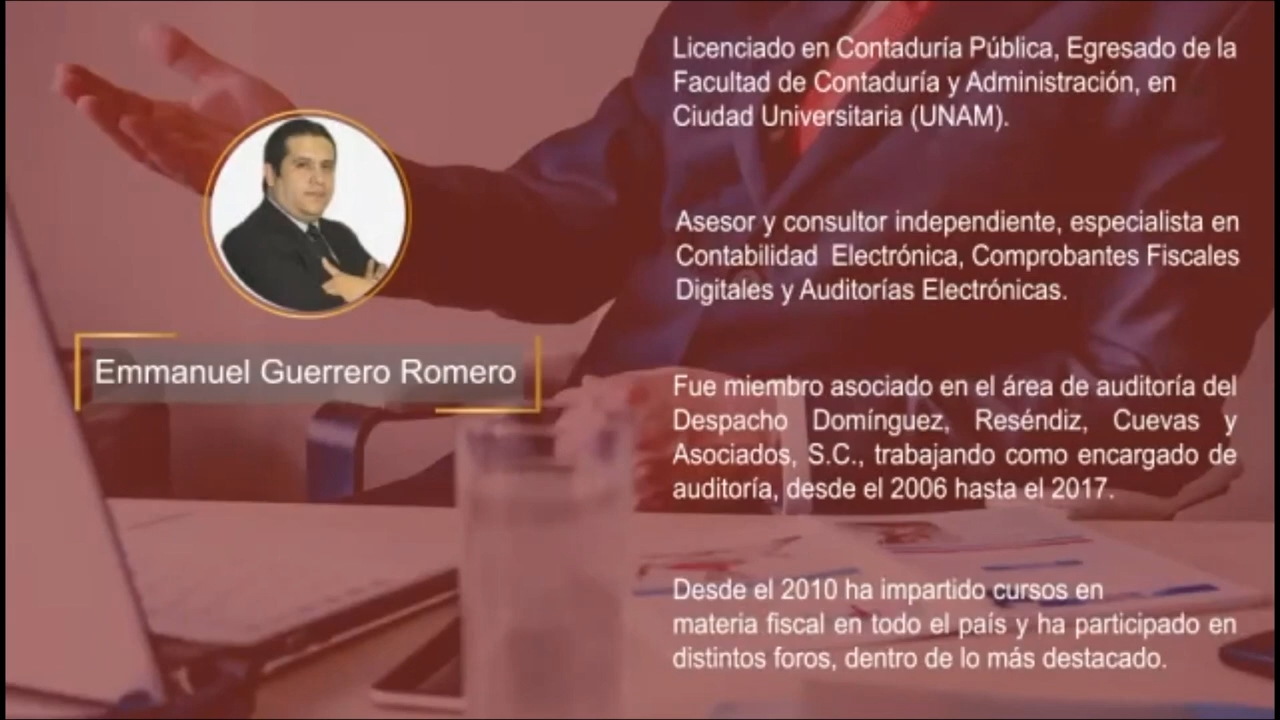 Emmanuel Guerrero Romero
Licenciado en Contaduría Pública, Egresado de la
Facultad de Contaduría y Administración, en
Ciudad Universitaria (UNAM).
Asesor y consultor independiente, especialista en
Contabilidad Electrónica, Comprobantes Fiscales
Digitales y Auditorías Electrónicas.
Fue miembro asociado en el área de auditoría del
Despacho Domínguez, Reséndiz, Cuevas y
Asociados, S.C., trabajando como encargado de
auditoría, desde el 2006 hasta el 2017.
Desde el 2010 ha impartido cursos en
materia fiscal en todo el país y ha participado en
distintos foros, dentro de lo más destacado.